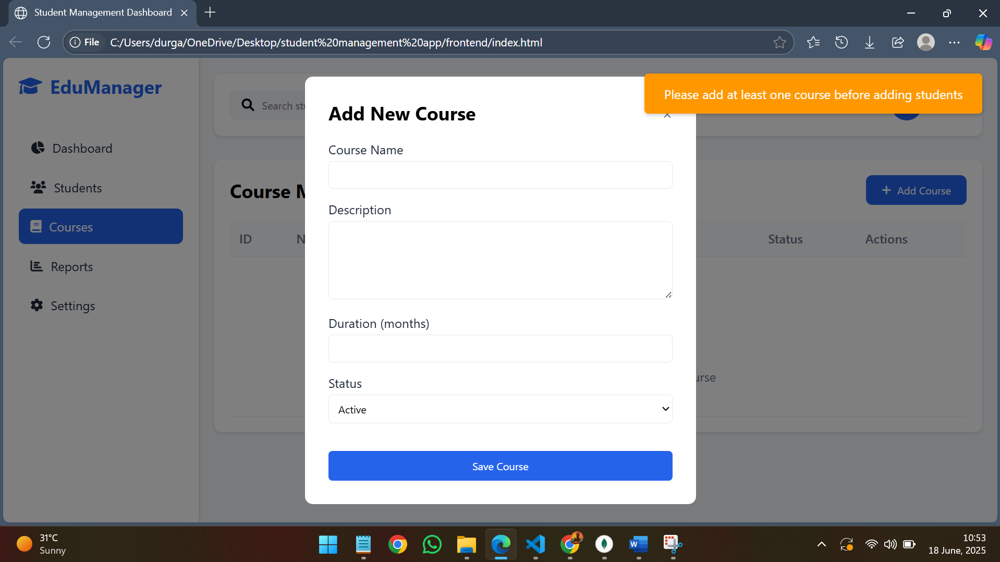 Student Management Dashboard
File
C:/Users/durga/OneDrive/Desktop/student%20management%20app/frontend/index.html
EduManager
Dashboard
Students
Courses
Reports
Settings
Search
Please add at least one course before adding students
Course
Add Course
ID
Status
Actions
Add New Course
Course Name
Description
Duration (months)
Status
Active
Save Course
31°C
Sunny
10:53
18 June, 2025